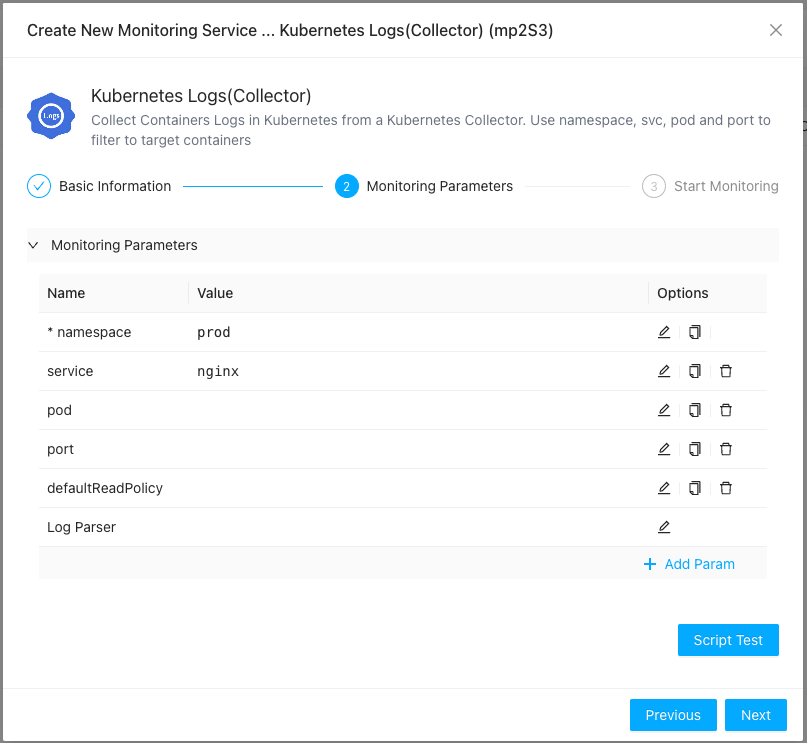 Create New Monitoring Service ... Kubernetes Logs(Collector) (mp2S3)
Logs
Kubernetes Logs(Collector)
Collect Containers Logs in Kubernetes from a Kubernetes Collector. Use namespace, svc, pod and port to
filter to target containers
Basic Information
2 Monitoring Parameters
3 Start Monitoring
Monitoring Parameters
Name Value Options
* namespace prod
service nginx
pod
port
defaultReadPolicy
Log Parser
+ Add Param
Script Test
Previous Next